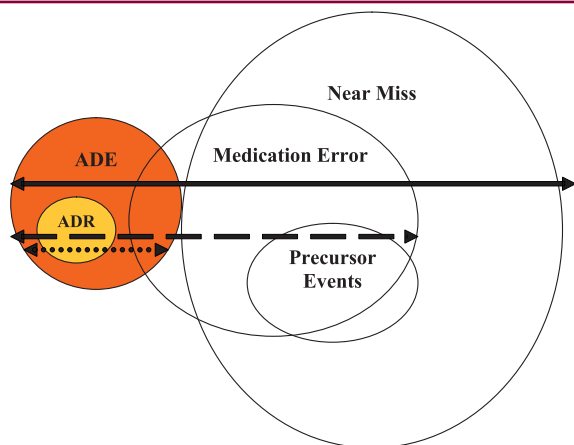 Near Miss
Medication Error
ADE
ADR
Precursor
Events